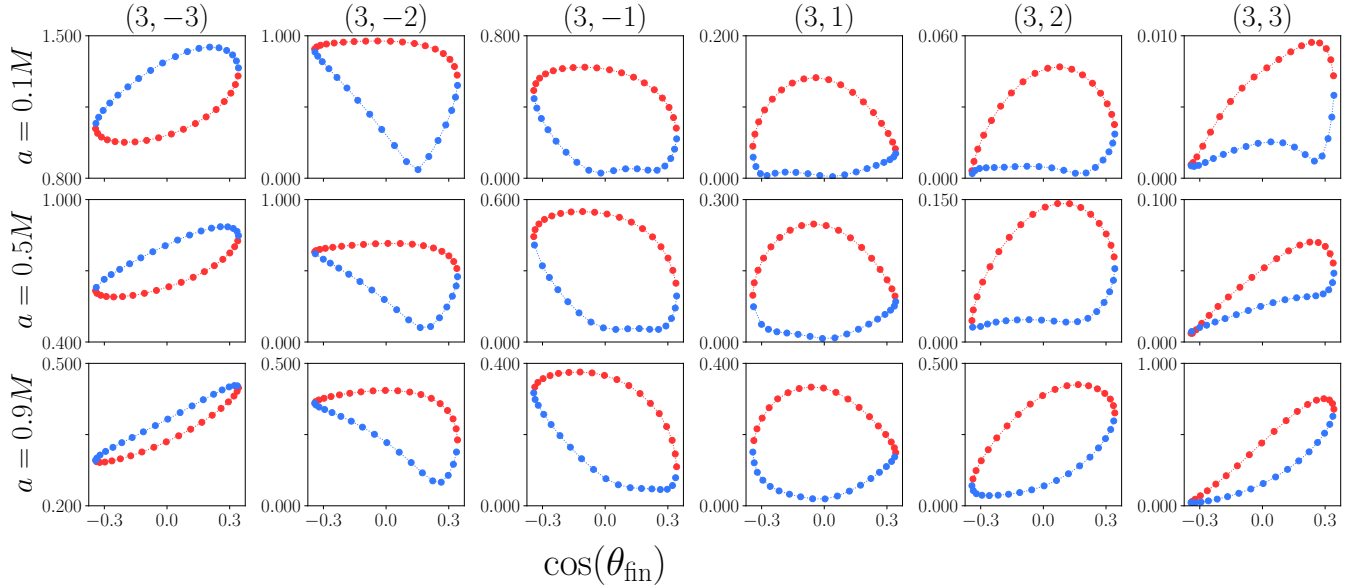 (3, −3) (3, −2) (3, −1) (3, 1) (3, 2) (3, 3)
a = 0.1M
1.500 1.000 0.800 0.200 0.060 0.010
0.800 0.000 0.000 0.000 0.000 0.000
a = 0.5M
1.000 1.000 0.600 0.300 0.150 0.100
0.400 0.000 0.000 0.000 0.000 0.000
a = 0.9M
0.500 0.500 0.400 0.400 0.500 1.000
0.200 0.000 0.000 0.000 0.000 0.000
−0.3 0.0 0.3 −0.3 0.0 0.3 −0.3 0.0 0.3 −0.3 0.0 0.3 −0.3 0.0 0.3 −0.3 0.0 0.3
cos(θfin)